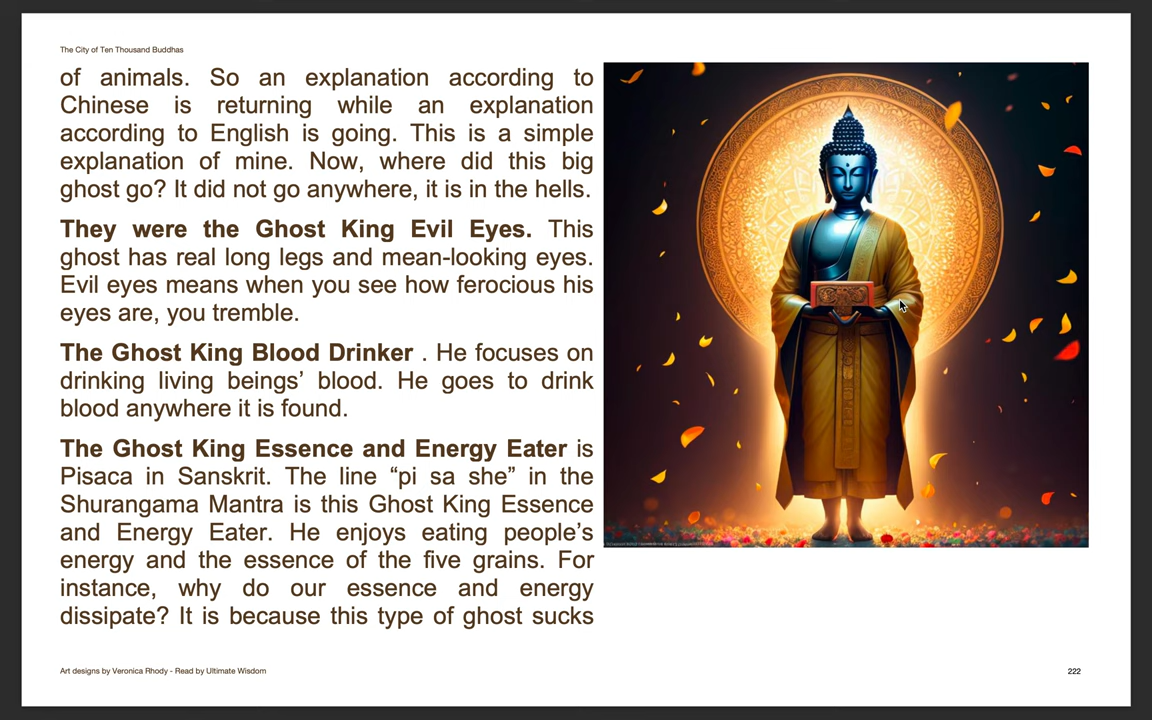 The City of Ten Thousand Buddhas
of animals. So an explanation according to
Chinese is returning while an explanation
according to English is going. This is a simple
explanation of mine. Now, where did this big
ghost go? It did not go anywhere, it is in the hells.
They were the Ghost King Evil Eyes. This
ghost has real long legs and mean-looking eyes.
Evil eyes means when you see how ferocious his
eyes are, you tremble.
The Ghost King Blood Drinker . He focuses on
drinking living beings’ blood. He goes to drink
blood anywhere it is found.
The Ghost King Essence and Energy Eater is
Pisaca in Sanskrit. The line “pi sa she” in the
Shurangama Mantra is this Ghost King Essence
and Energy Eater. He enjoys eating people’s
energy and the essence of the five grains. For
instance, why do our essence and energy
dissipate? It is because this type of ghost sucks
Art designs by Veronica Rhody - Read by Ultimate Wisdom
222